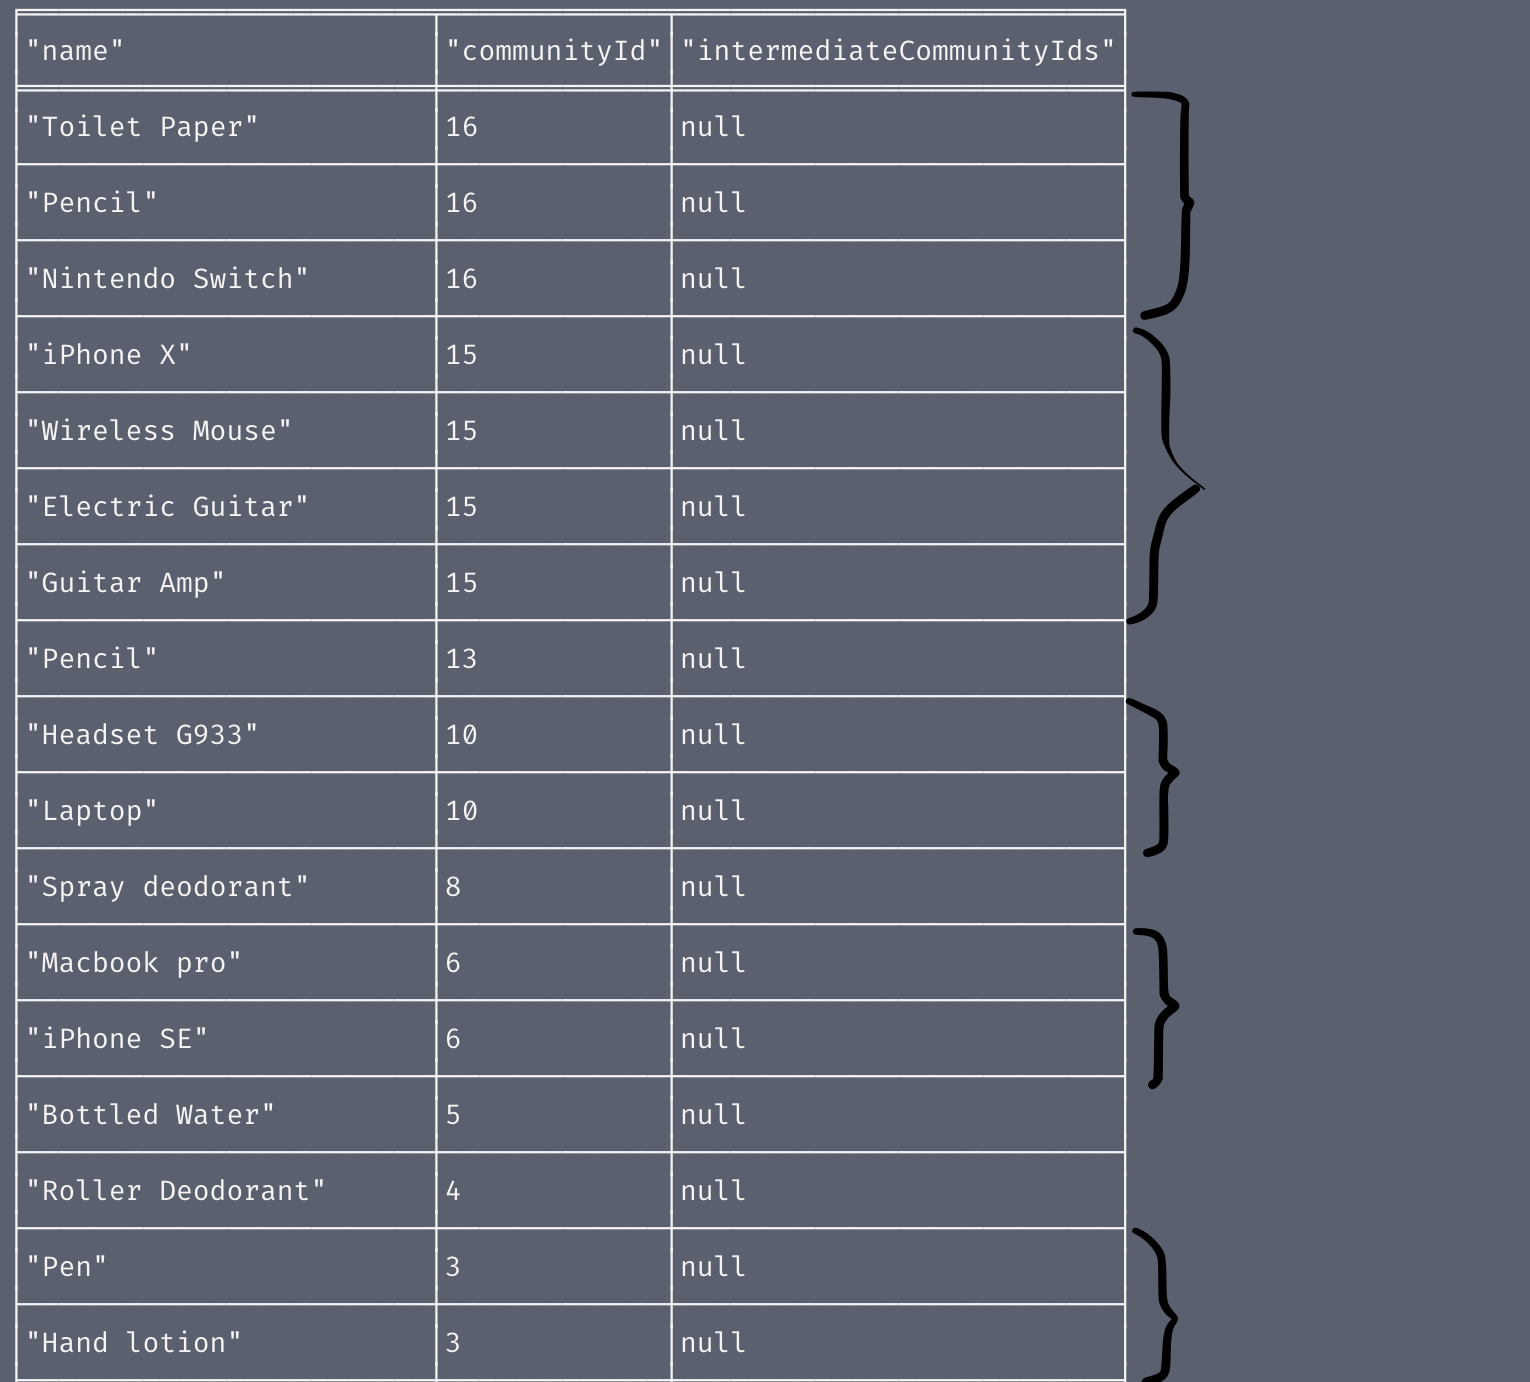 "name" "communityId" "intermediateCommunityIds"
"Toilet Paper" 16 null
"Pencil" 16 null
"Nintendo Switch" 16 null
"iPhone X" 15 null
"Wireless Mouse" 15 null
"Electric Guitar" 15 null
"Guitar Amp" 15 null
"Pencil" 13 null
"Headset G933" 10 null
"Laptop" 10 null
"Spray deodorant" 8 null
"Macbook pro" 6 null
"iPhone SE" 6 null
"Bottled Water" 5 null
"Roller Deodorant" 4 null
"Pen" 3 null
"Hand lotion" 3 null